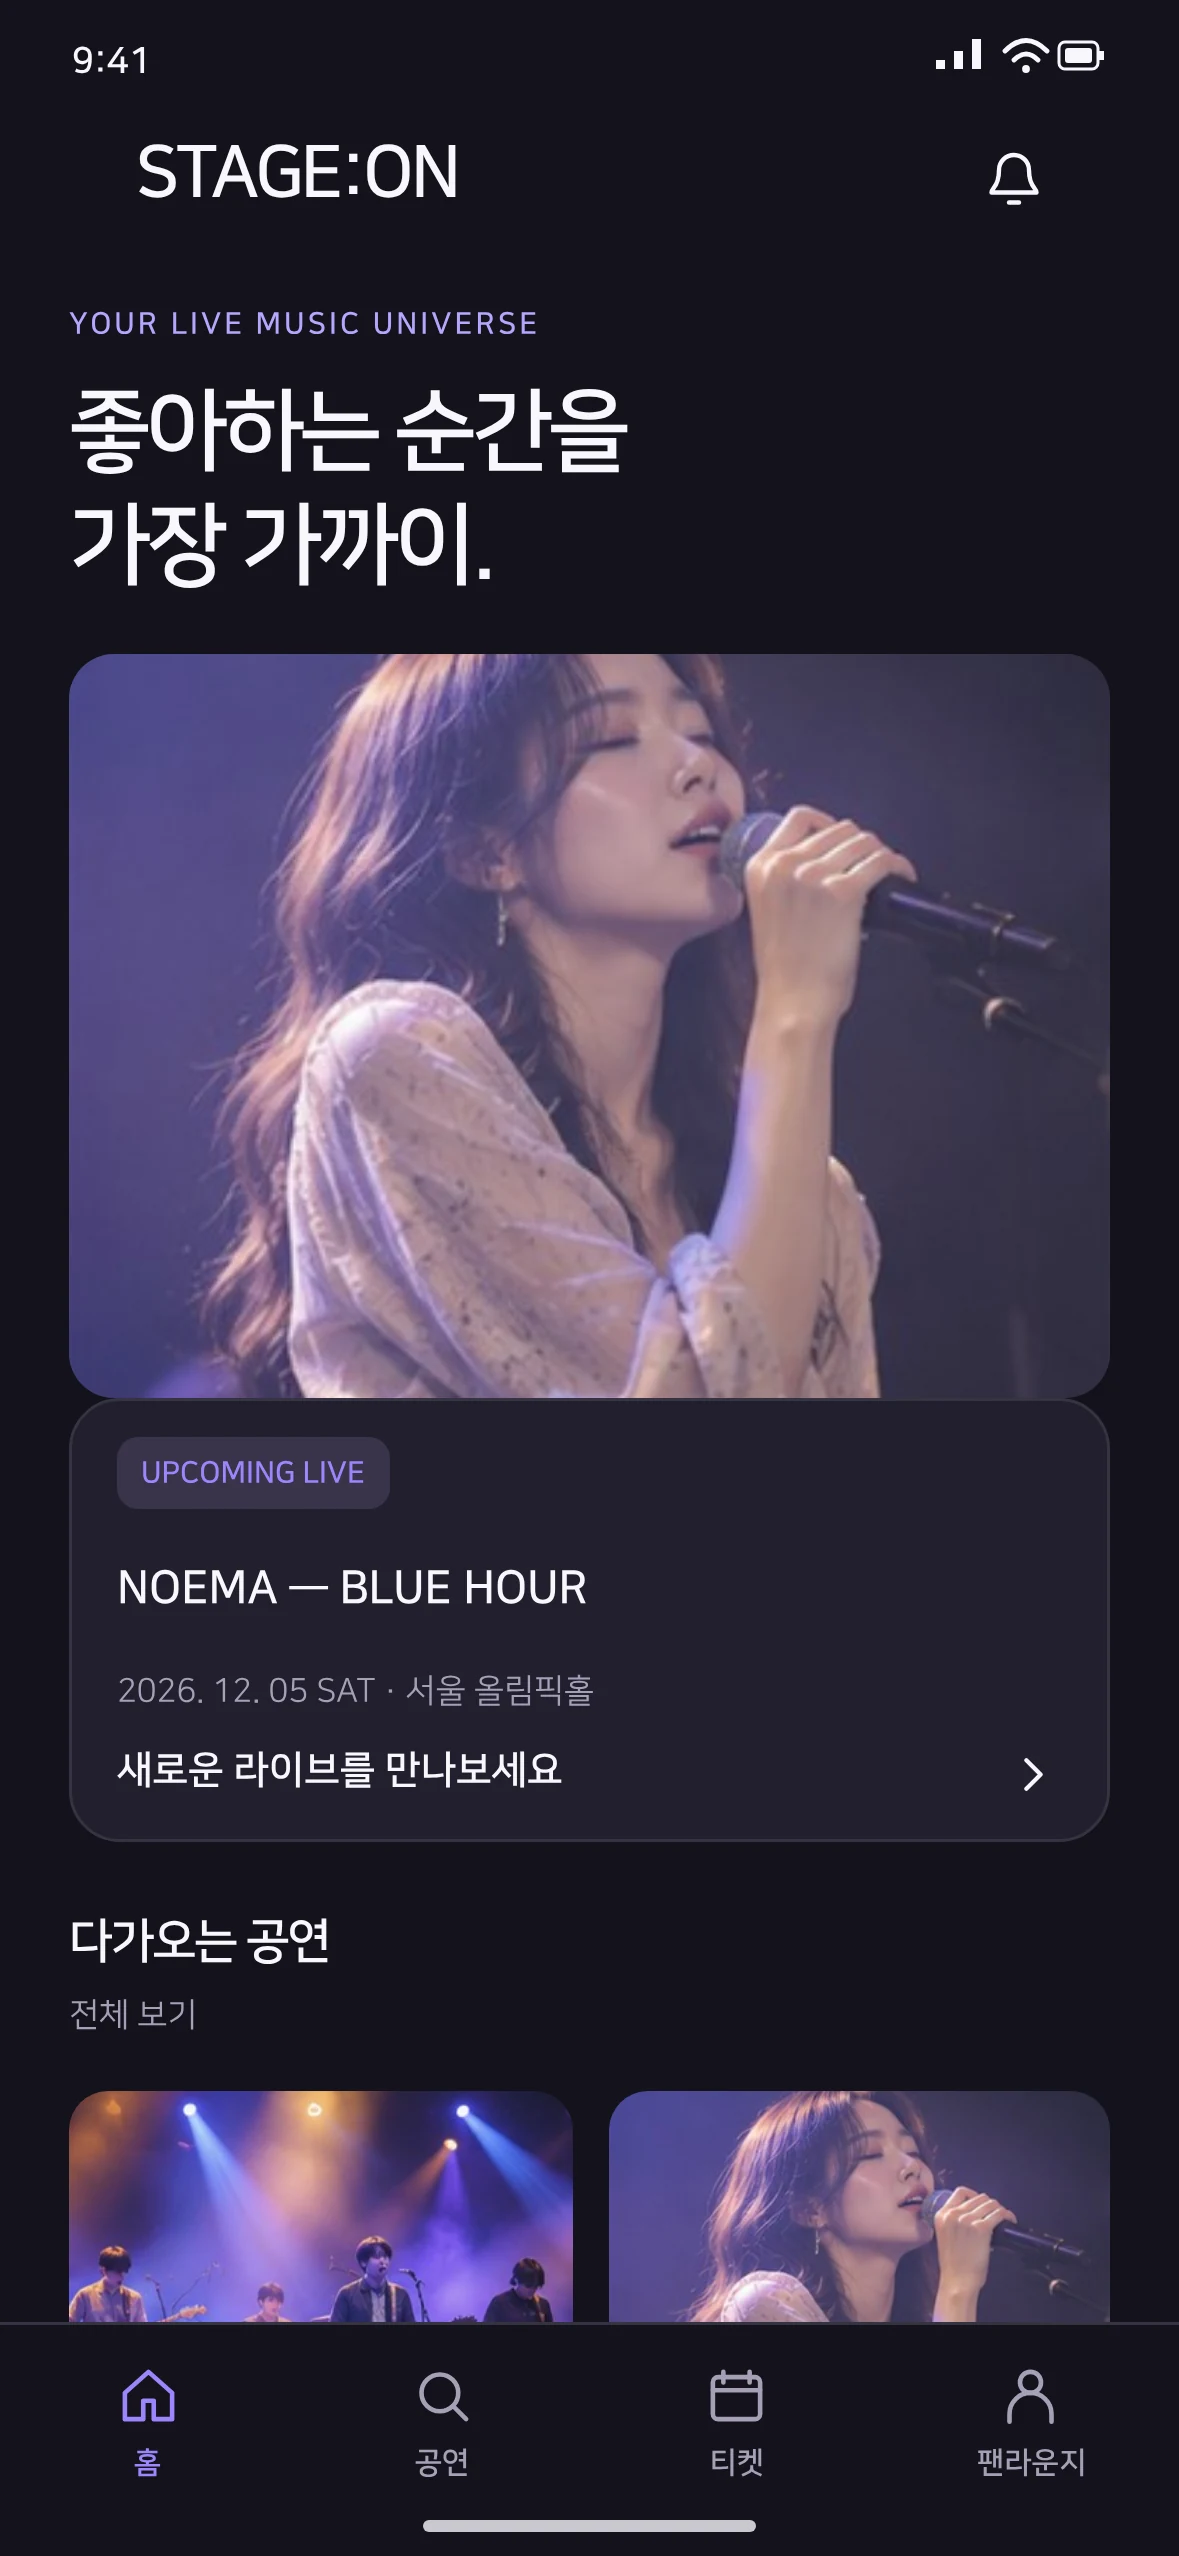 9:41
STAGE:ON
YOUR LIVE MUSIC UNIVERSE
좋아하는 순간을
가장 가까이.
UPCOMING LIVE
NOEMA — BLUE HOUR
2026. 12. 05 SAT · 서울 올림픽홀
새로운 라이브를 만나보세요
다가오는 공연
전체 보기
홈
공연
티켓
팬라운지